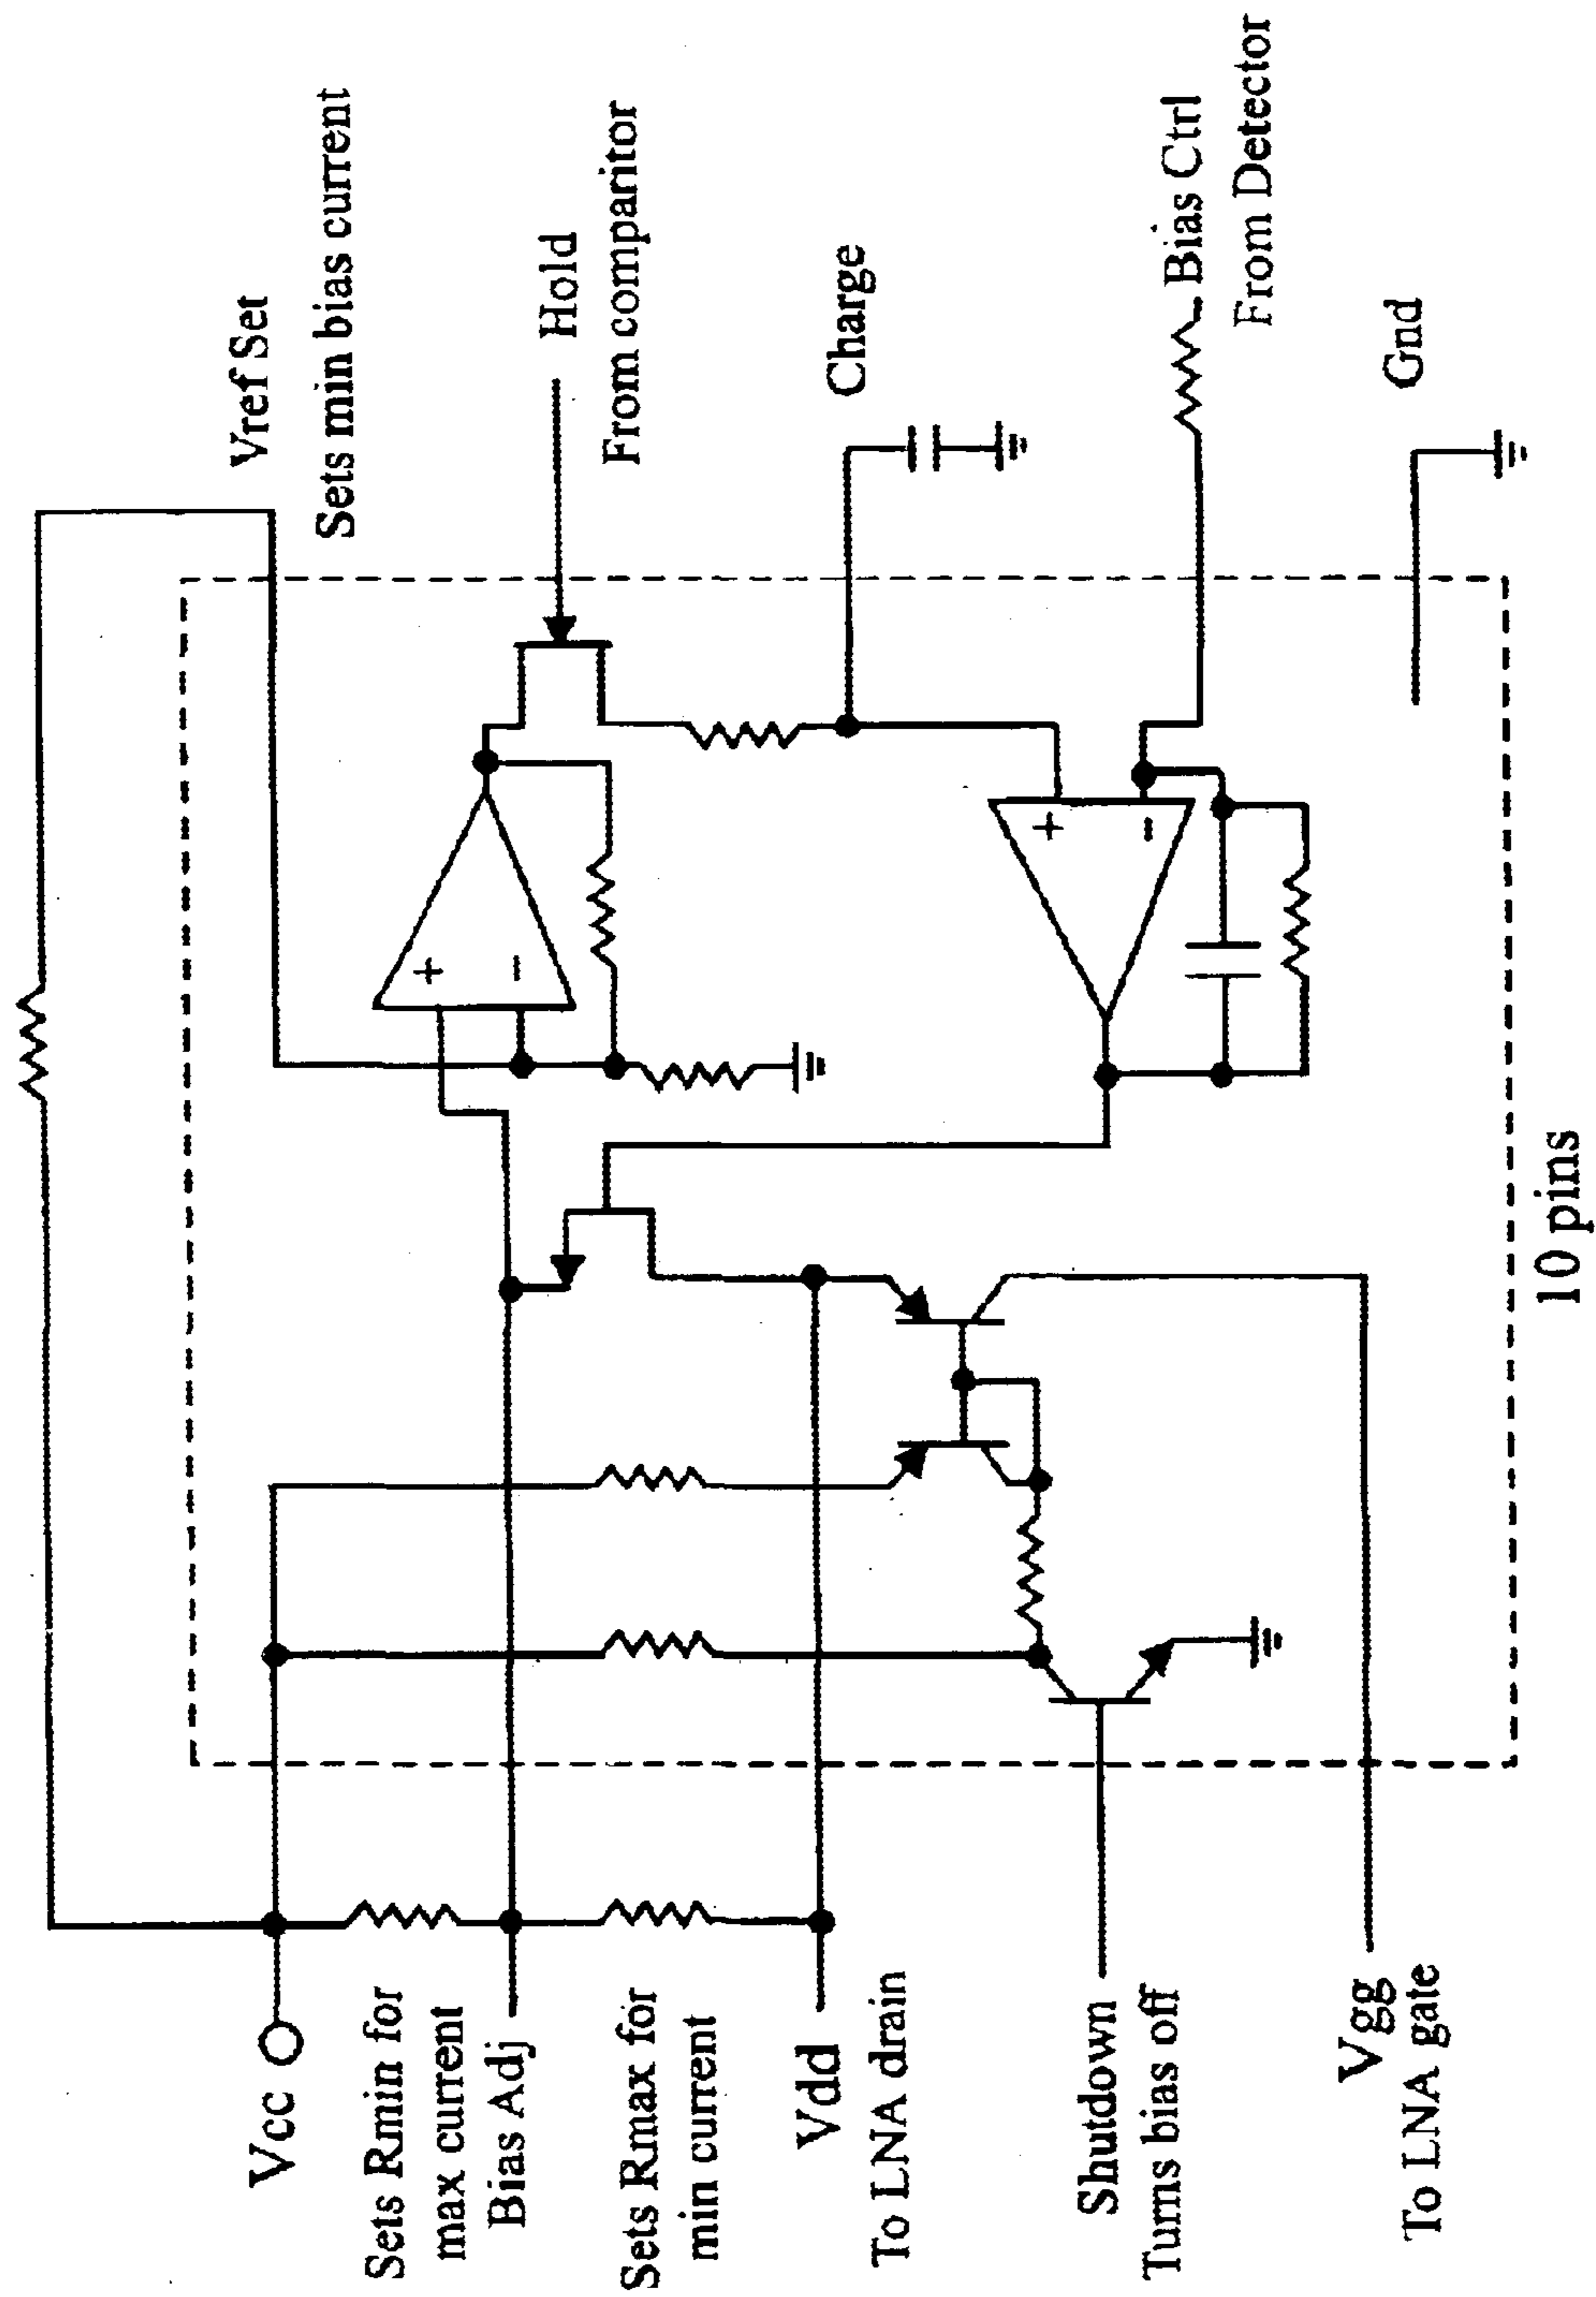 Vcc
Sets Rmin for
max current
Bias Adj
Sets Rmax for
min current
Vdd
To LNA drain
Shutdown
Turns bias off
Vgg
To LNA gate
Vref Set
Sets min bias current
Hold
From comparitor
Charge
Bias Ctrl
From Detector
Gnd
+
−
+
−
10 pins